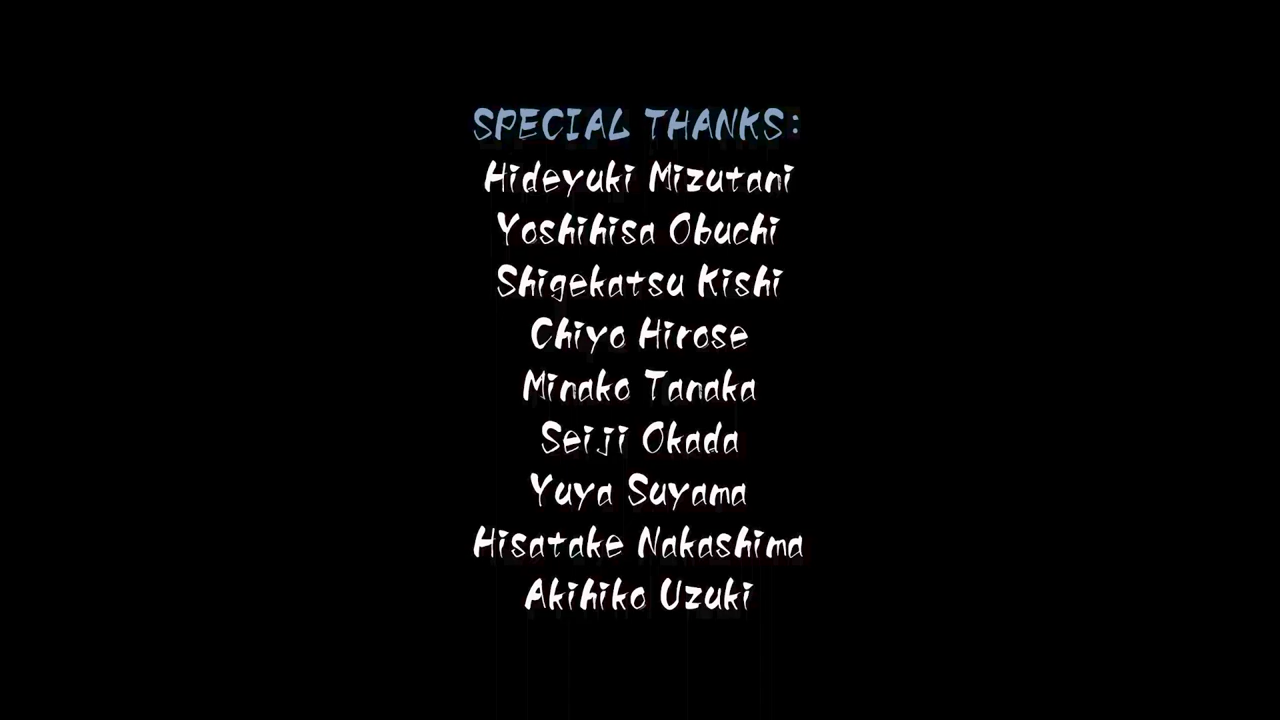 SPECIAL THANKS:
Hideyuki Mizutani
Yoshihisa Obuchi
Shigekatsu Kishi
Chiyo Hirose
Minako Tanaka
Seiji Okada
Yuya Suyama
Hisatake Nakashima
Akihiko Uzuki